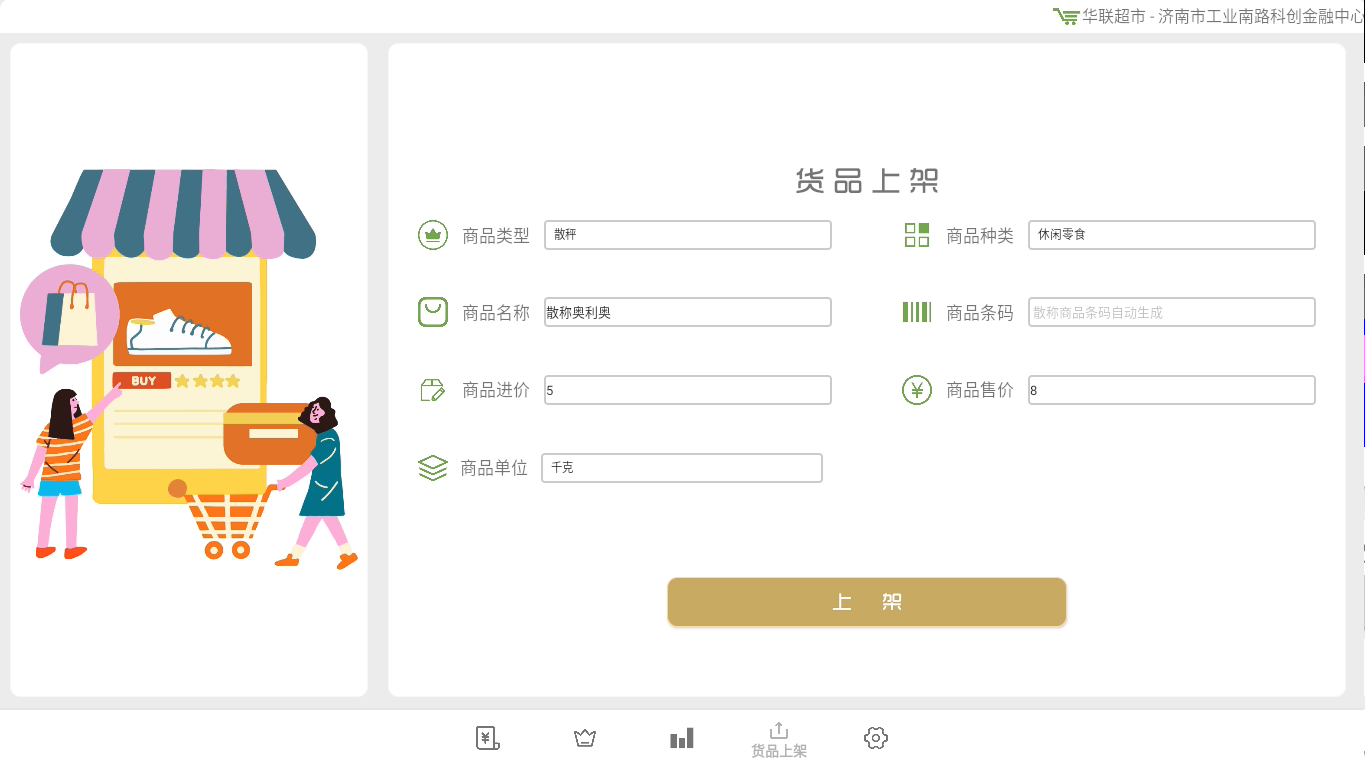 华联超市 - 济南市工业南路科创金融中心
货品上架
商品类型 散秤
商品种类 休闲零食
商品名称 散称奥利奥
商品条码 散称商品条码自动生成
BUY
商品进价 5
商品售价 8
商品单位 千克
上 架
货品上架